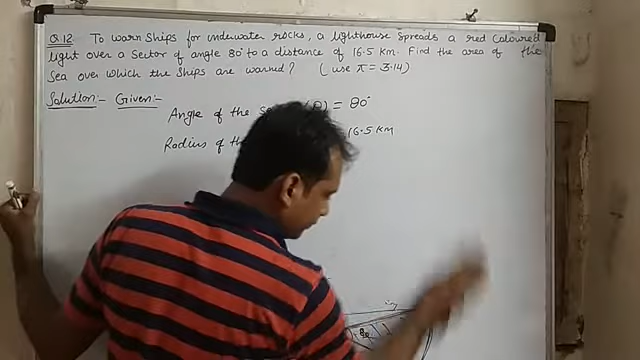 Q.12 To warn ships for underwater rocks, a lighthouse spreads a red coloured
light over a sector of angle 80° to a distance of 16.5 km. Find the area of the
sea over which the ships are warned? (use π = 3.14)
Solution:- Given:-
Angle of the (θ) = 80°
Radius of 16.5 km
80